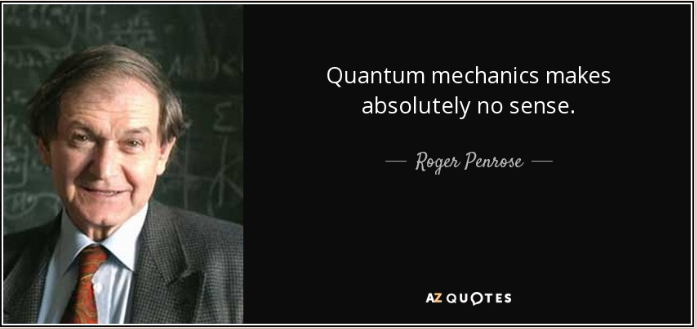 Quantum mechanics makes
absolutely no sense.
Roger Penrose
AZ QUOTES